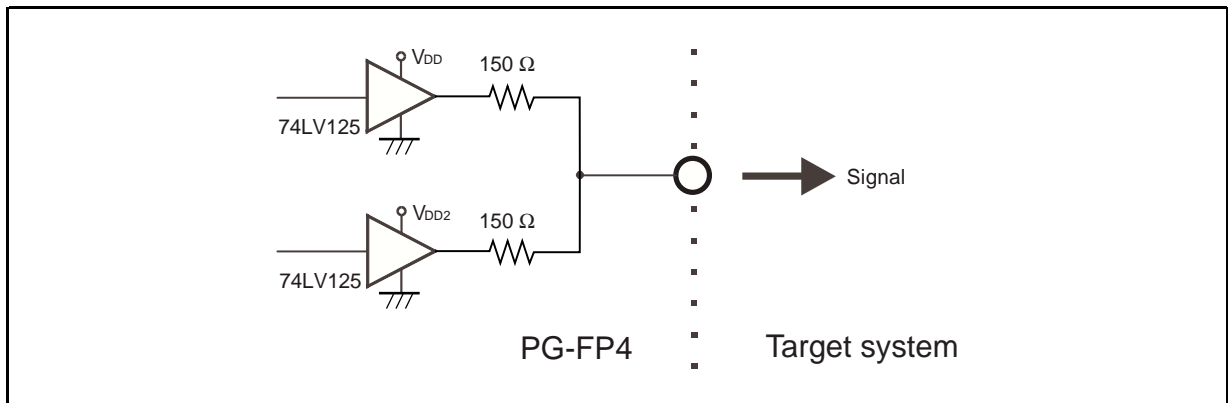 VDD
150 Ω
74LV125
Signal
VDD2
150 Ω
74LV125
PG-FP4
Target system